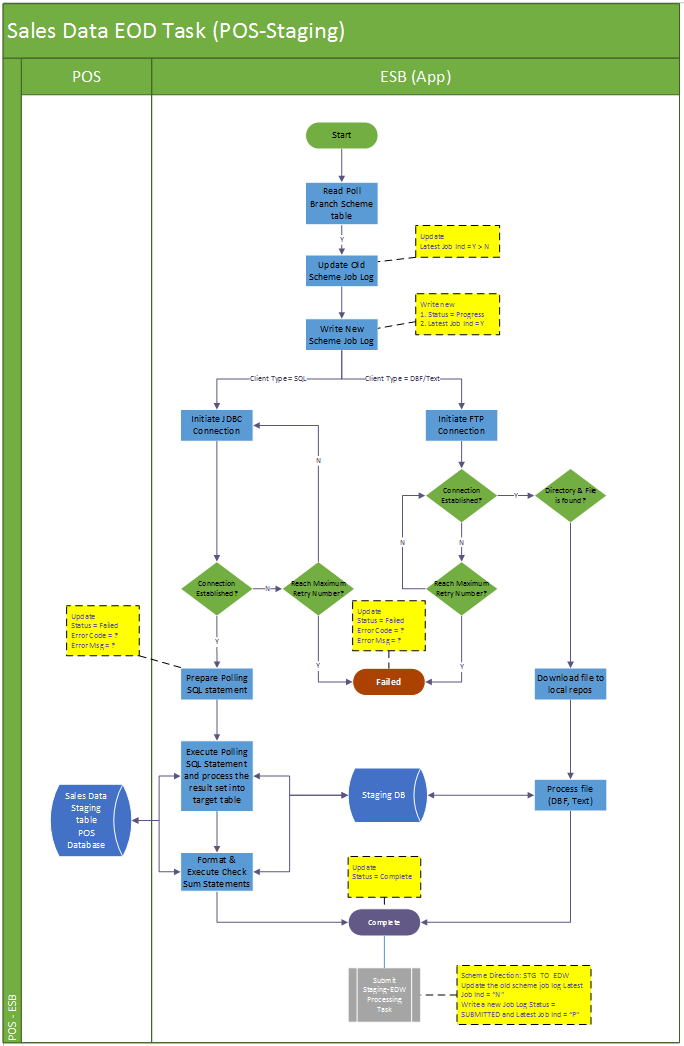 Sales Data EOD Task (POS-Staging)
POS
ESB (App)
Start
Read Poll
Branch Scheme
table
Y
Update
Latest Job Ind =Y > N
Update Old
Scheme Job Log
Write new
1. Status = Progress
2. Latest Job Ind =Y
Write New
Scheme Job Log
Client Type = SQL
Client Type = DBF/Text
Initiate JDBC
Connection
Initiate FTP
Connection
N
Connection
Established?
Y
Directory & File
is found?
N
N
Connection
Established?
N
Reach Maximum
Retry Number?
Reach Maximum
Retry Number?
Update
Status = Failed
Error Code = ?
Error Msg = ?
Update
Status = Failed
Error Code = ?
Error Msg = ?
Y
Y
Y
Prepare Polling
SQL statement
Failed
Download file to
local repos
Execute Polling
SQL Statement
and process the
result set into
target table
Sales Data
Staging
table
POS
Database
Staging DB
Process file
(DBF, Text)
Format &
Execute Check
Sum Statements
Update
Status = Complete
Complete
Submit
Staging-EDW
Processing
Task
Scheme Direction: STG TO EDW
Update the old scheme job log Latest
Job Ind = "N"
Write a new Job Log Status =
SUBMITTED and Latest Job Ind = "P"
POS - ESB